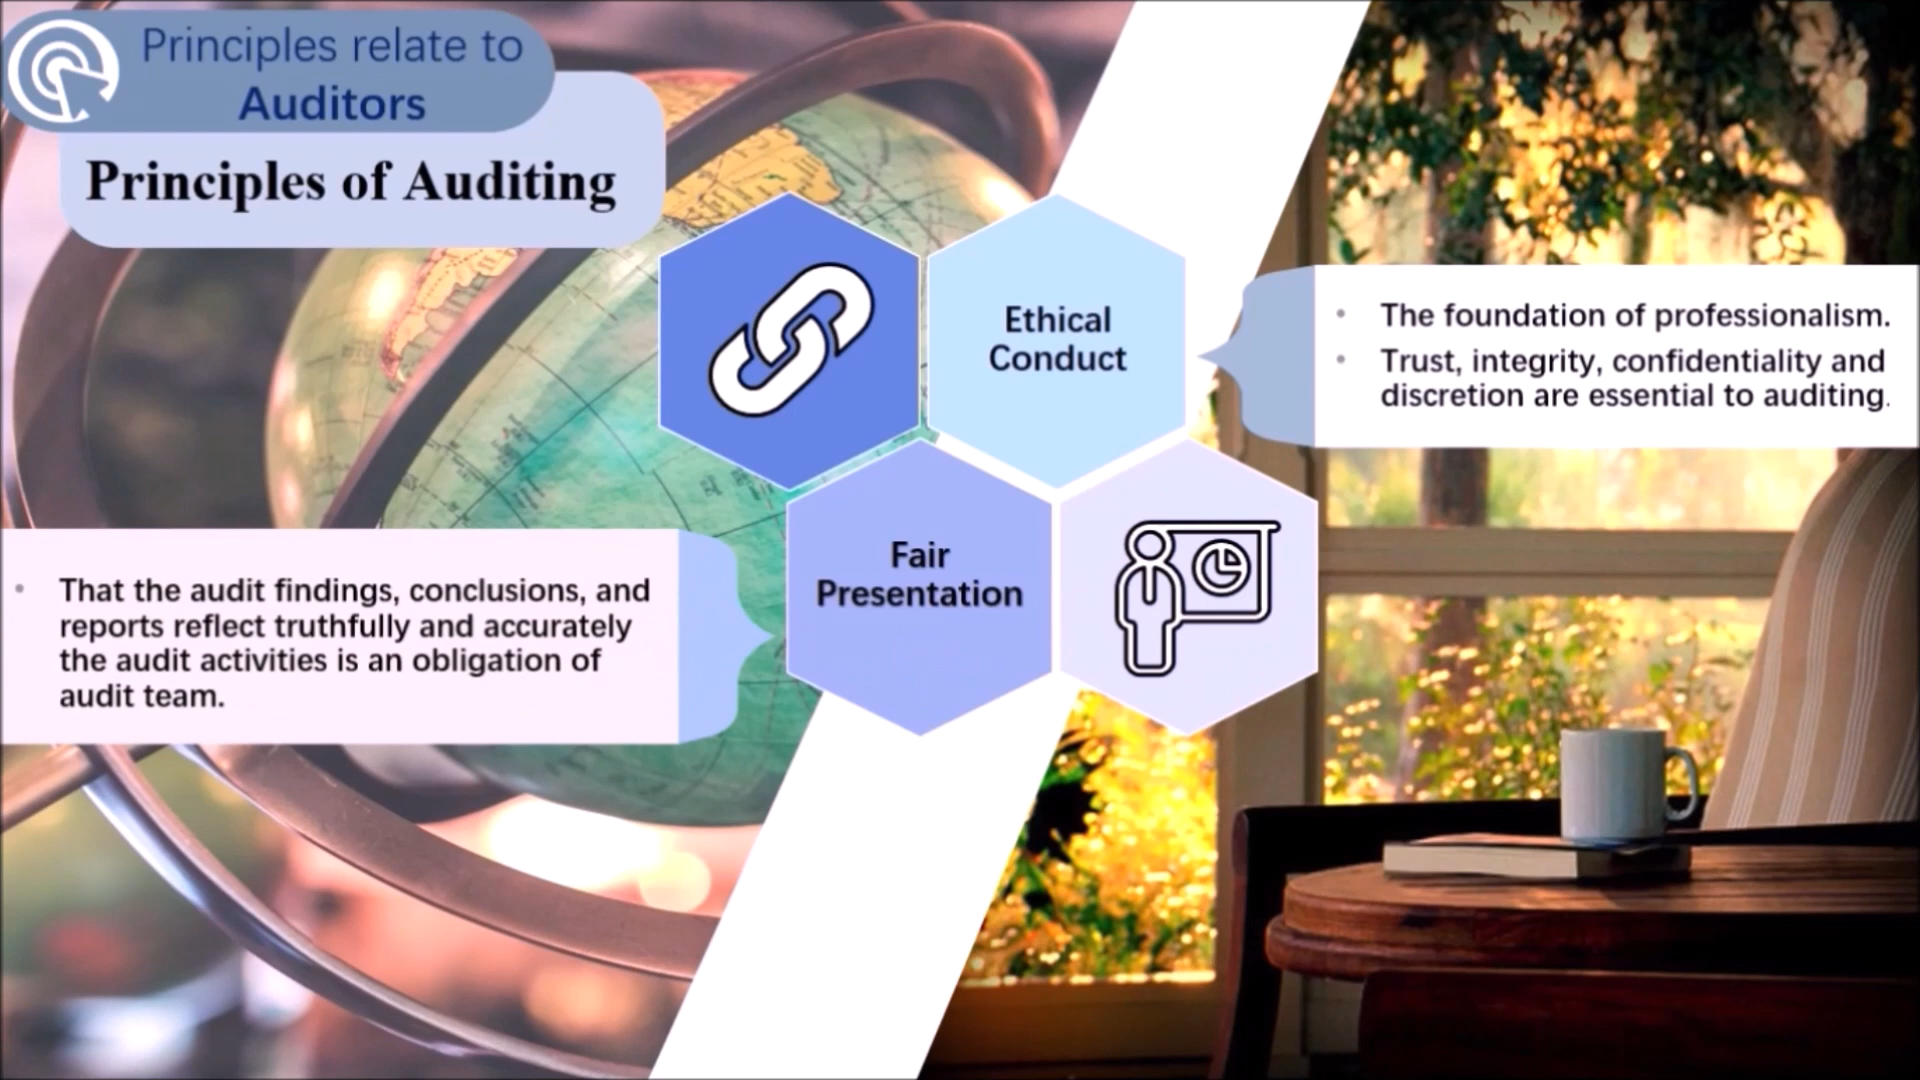 Principles relate to
Auditors
Principles of Auditing
Ethical
Conduct
• The foundation of professionalism.
• Trust, integrity, confidentiality and
discretion are essential to auditing.
Fair
Presentation
• That the audit findings, conclusions, and
reports reflect truthfully and accurately
the audit activities is an obligation of
audit team.